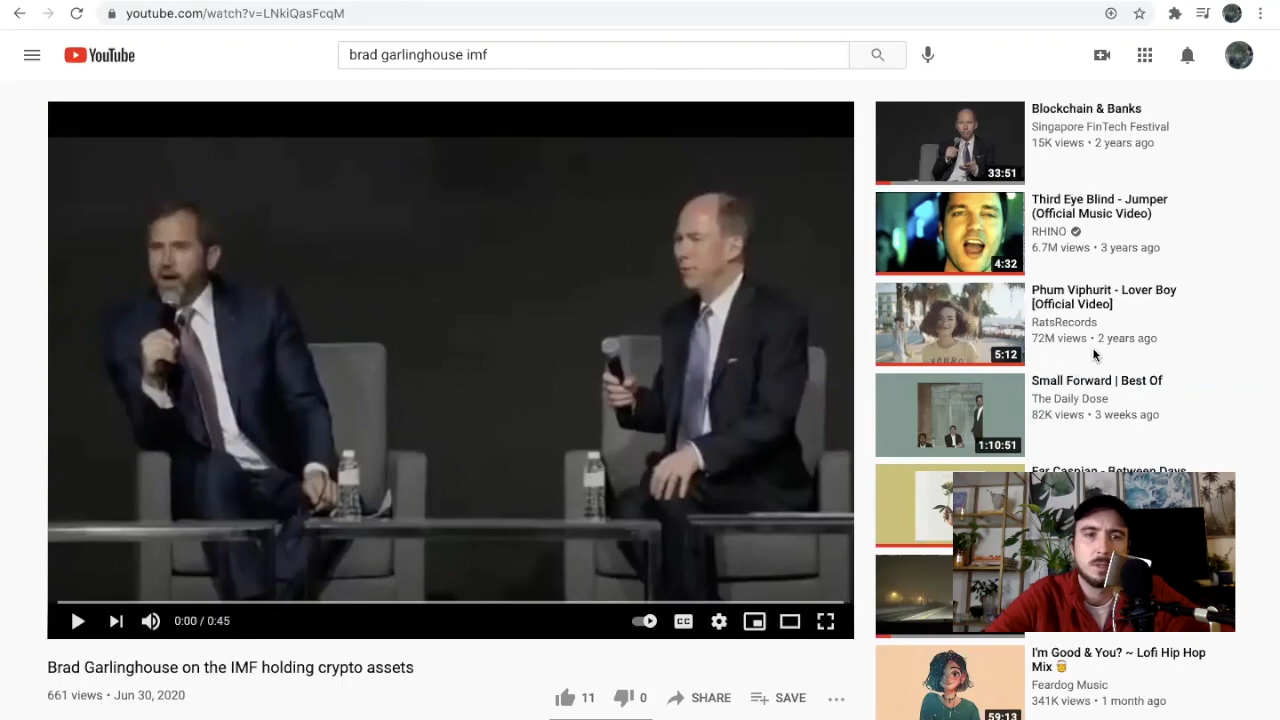 youtube.com/watch?v=LNkiQasFcqM
YouTube
brad garlinghouse imf
0:00 / 0:45
CC
Brad Garlinghouse on the IMF holding crypto assets
661 views • Jun 30, 2020
11
0
SHARE
SAVE
33:51
Blockchain & Banks
Singapore FinTech Festival
15K views • 2 years ago
4:32
Third Eye Blind - Jumper
(Official Music Video)
RHINO
6.7M views • 3 years ago
5:12
Phum Viphurit - Lover Boy
[Official Video]
RatsRecords
72M views • 2 years ago
1:10:51
Small Forward | Best Of
The Daily Dose
82K views • 3 weeks ago
Far Caspian - Between Days
59:13
I'm Good & You? ~ Lofi Hip Hop
Mix
Feardog Music
341K views • 1 month ago